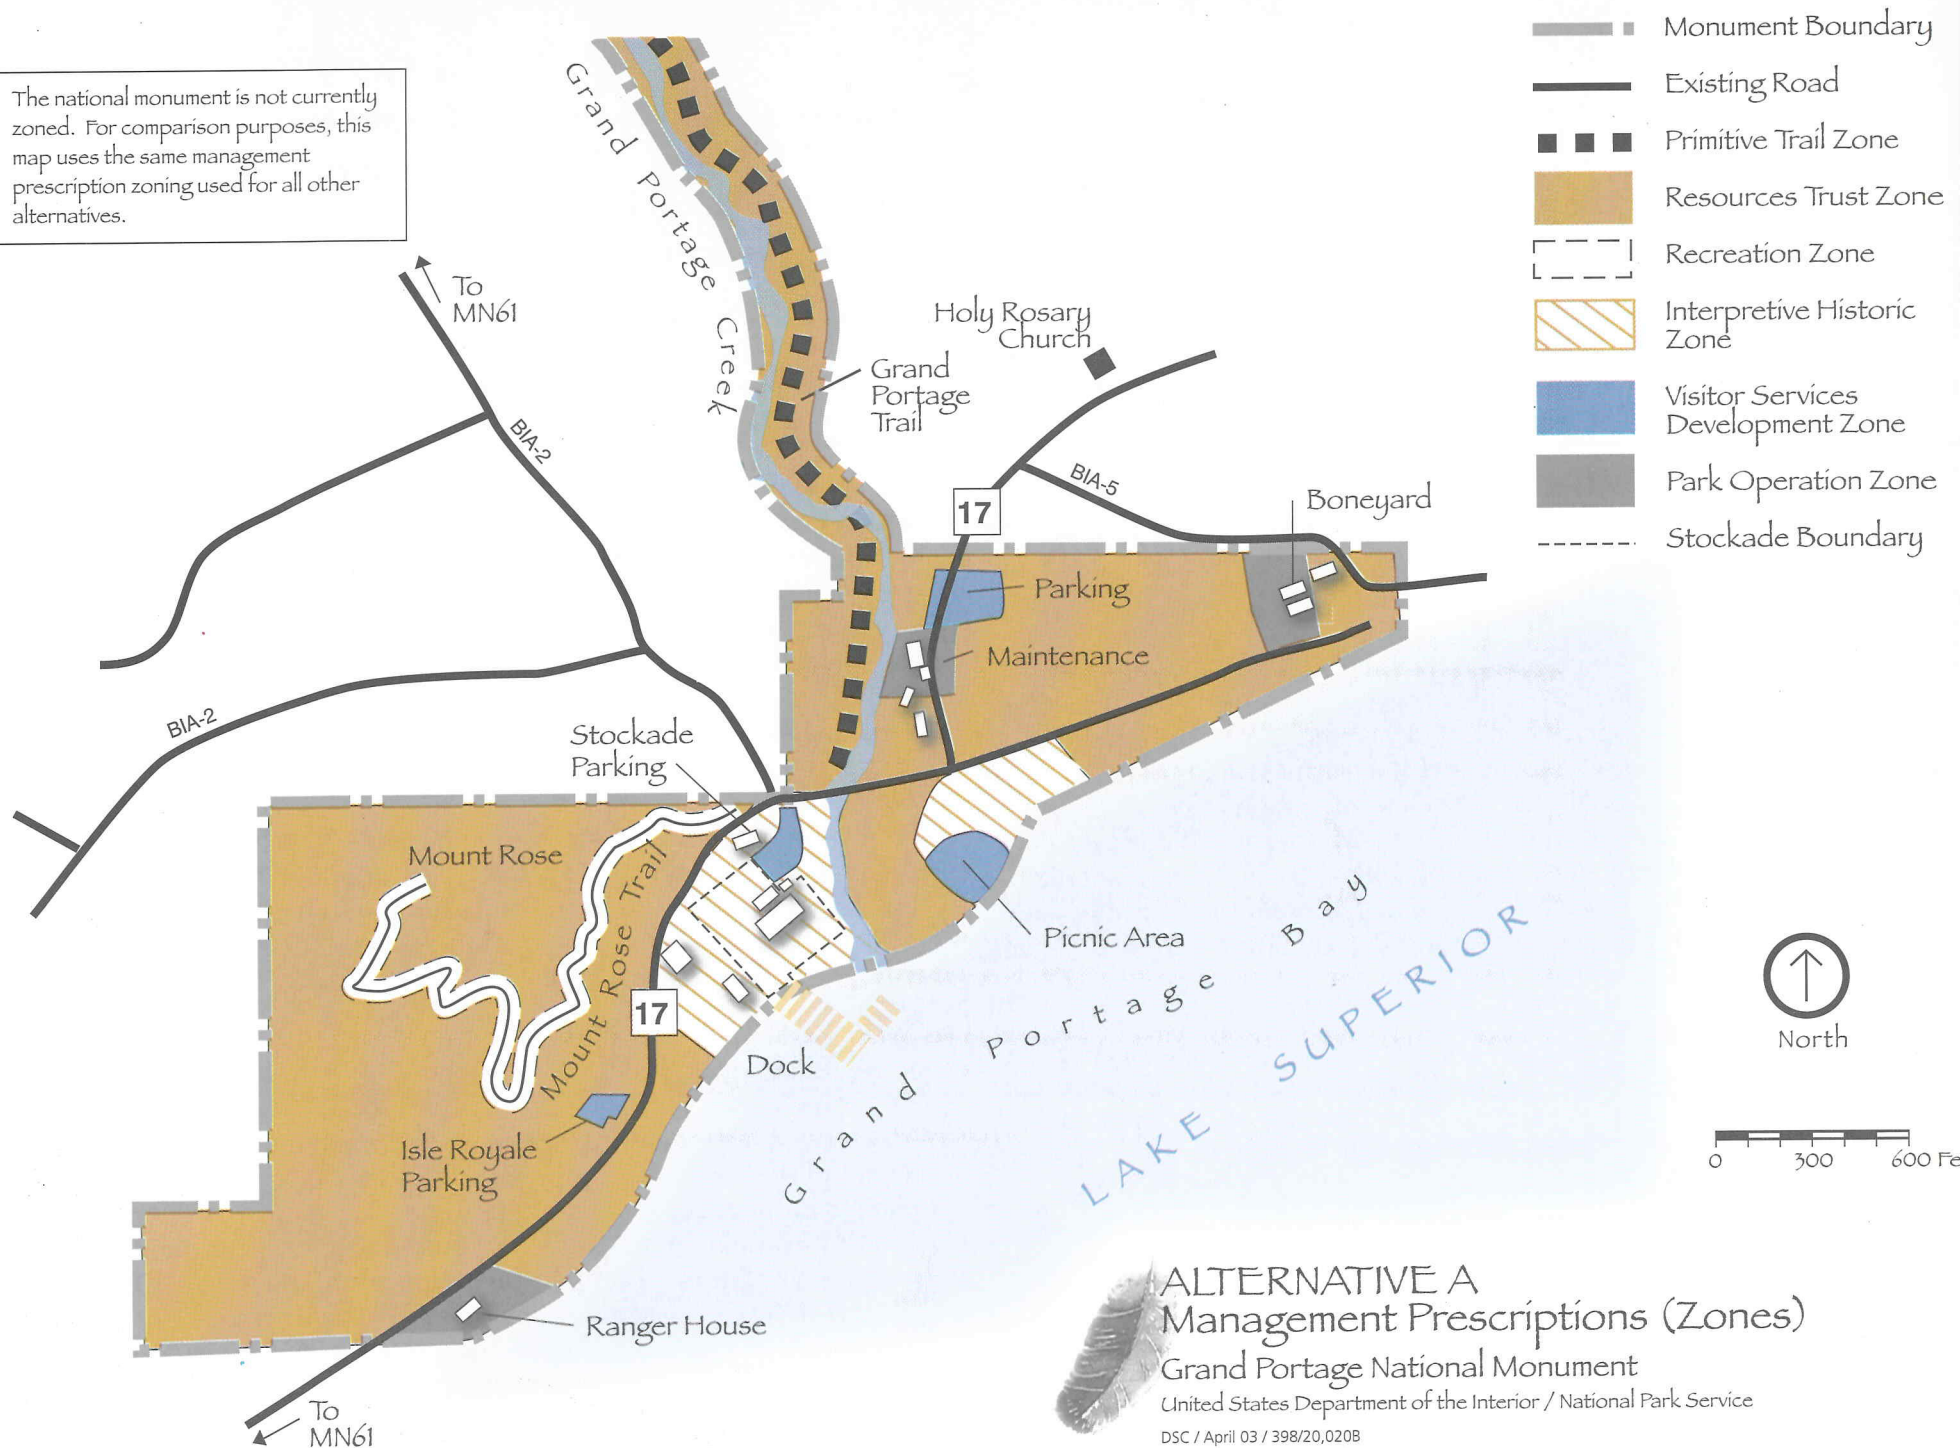 The national monument is not currently
zoned. For comparison purposes, this
map uses the same management
prescription zoning used for all other
alternatives.
Monument Boundary
Existing Road
Primitive Trail Zone
Resources Trust Zone
Recreation Zone
Interpretive Historic
Zone
Visitor Services
Development Zone
Park Operation Zone
Stockade Boundary
Grand Portage Creek
To
MN61
BIA-2
Holy Rosary
Church
Grand
Portage
Trail
17
BIA-5
Boneyard
Parking
Maintenance
BIA-2
Stockade
Parking
Mount Rose
Mount Rose Trail
17
Picnic Area
Dock
Grand Portage Bay
LAKE SUPERIOR
Isle Royale
Parking
Ranger House
To
MN61
North
0 300 600 Fe
ALTERNATIVE A
Management Prescriptions (Zones)
Grand Portage National Monument
United States Department of the Interior / National Park Service
DSC / April 03 / 398/20,020B